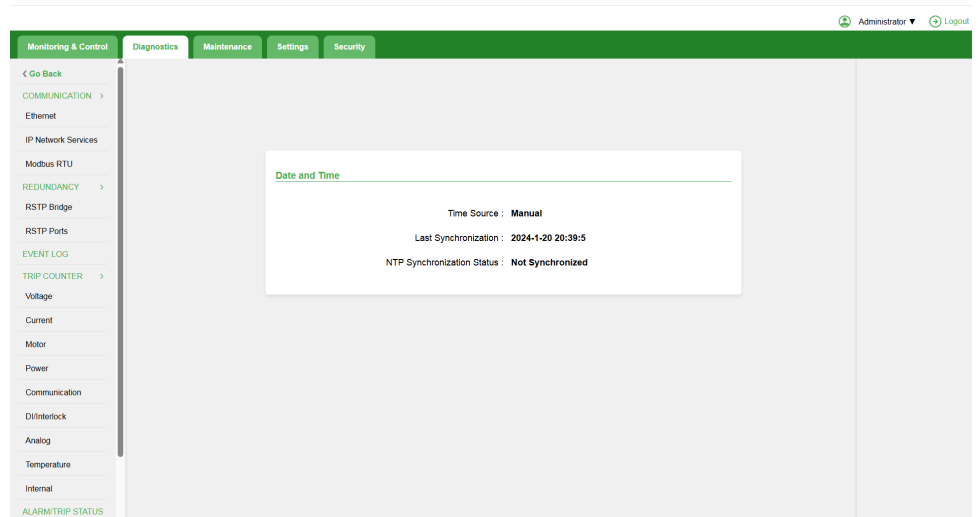 Administrator ▼ Logout
Monitoring & Control Diagnostics Maintenance Settings Security
Go Back
COMMUNICATION
Ethernet
IP Network Services
Modbus RTU
REDUNDANCY
RSTP Bridge
RSTP Ports
EVENT LOG
TRIP COUNTER
Voltage
Current
Motor
Power
Communication
DI/Interlock
Analog
Temperature
Internal
ALARM/TRIP STATUS
Date and Time
Time Source : Manual
Last Synchronization : 2024-1-20 20:39:5
NTP Synchronization Status : Not Synchronized